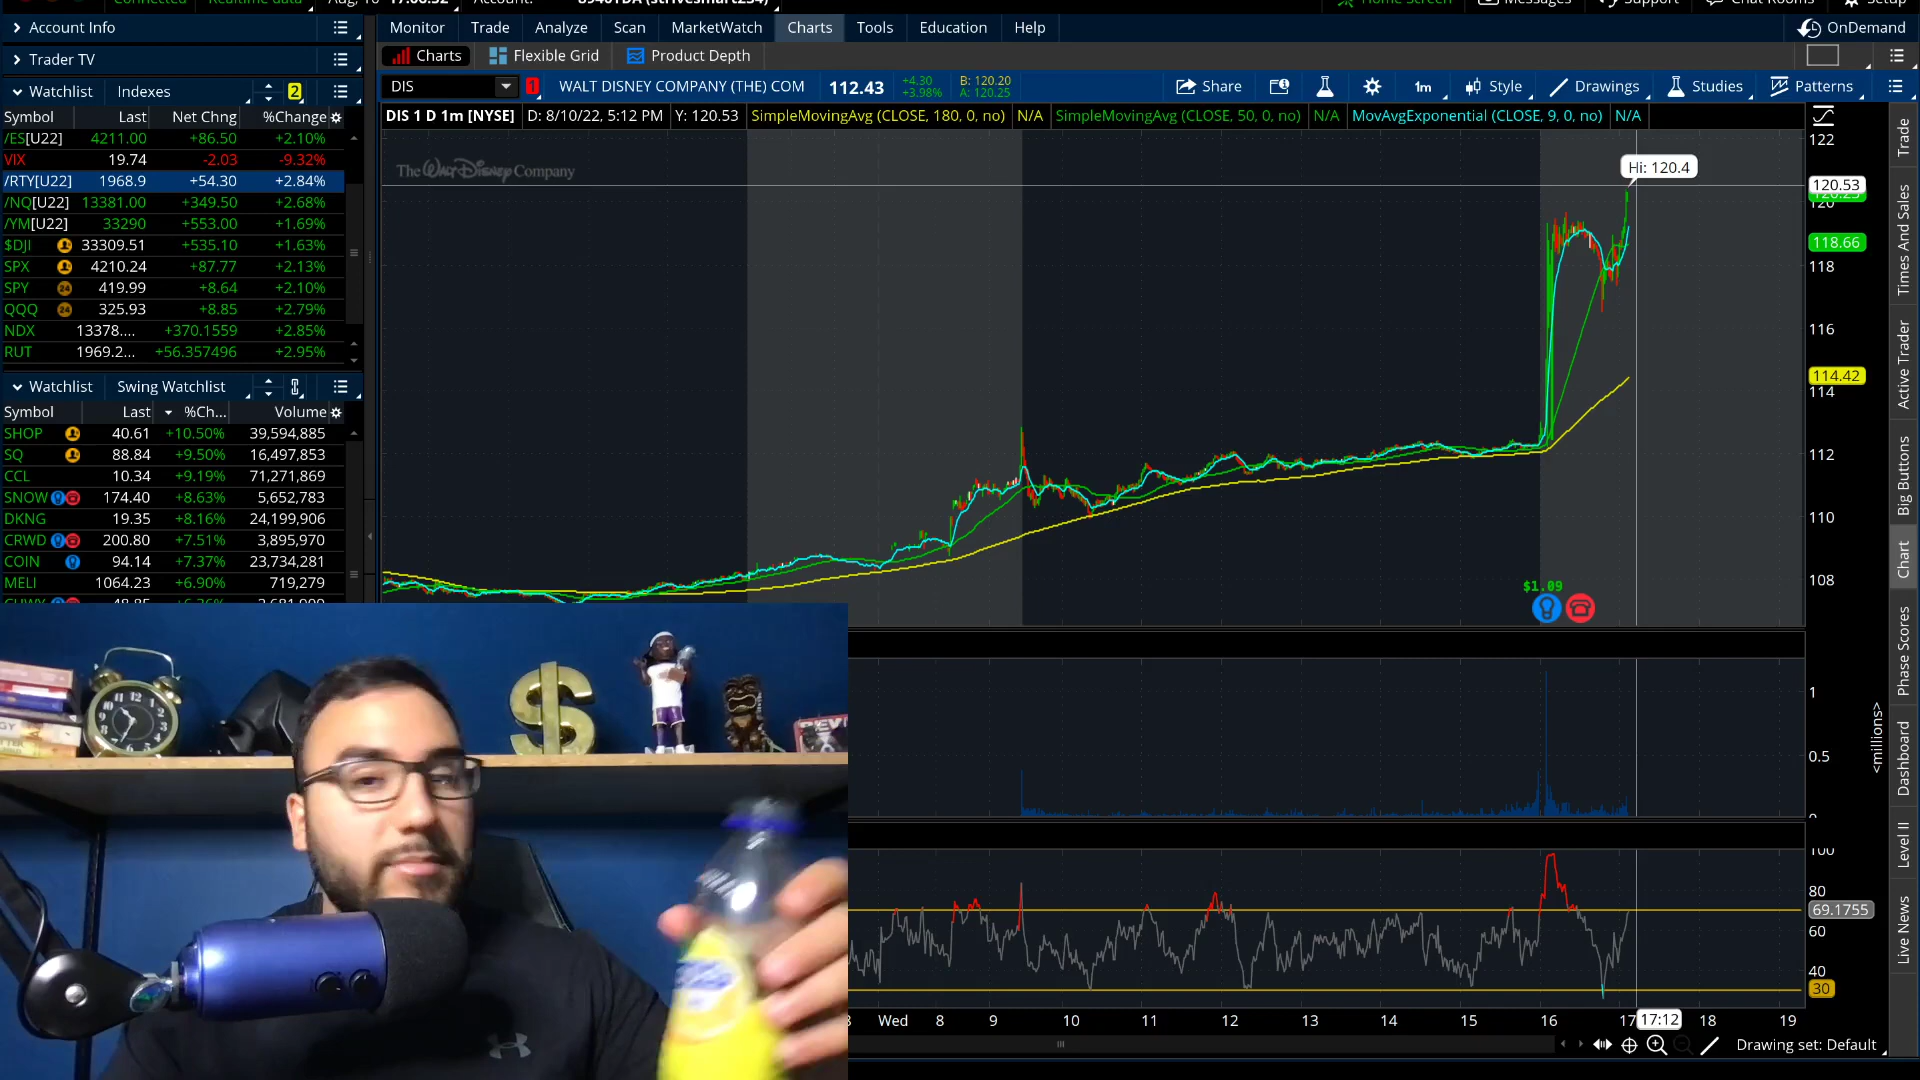 Monitor Trade Analyze Scan MarketWatch Charts Tools Education Help OnDemand
Account Info
Trader TV
Charts Flexible Grid Product Depth
Watchlist Indexes 2
DIS 1 WALT DISNEY COMPANY (THE) COM 112.43 +4.30 +3.98% B: 120.20 A: 120.25 Share 1m Style Drawings Studies Patterns
DIS 1 D 1m [NYSE] D: 8/10/22, 5:12 PM Y: 120.53 SimpleMovingAvg (CLOSE, 180, 0, no) N/A SimpleMovingAvg (CLOSE, 50, 0, no) N/A MovAvgExponential (CLOSE, 9, 0, no) N/A
Symbol Last Net Chng %Change
/ES[U22] 4211.00 +86.50 +2.10%
VIX 19.74 -2.03 -9.32%
/RTY[U22] 1968.9 +54.30 +2.84%
/NQ[U22] 13381.00 +349.50 +2.68%
/YM[U22] 33290 +553.00 +1.69%
$DJI 33309.51 +535.10 +1.63%
SPX 4210.24 +87.77 +2.13%
SPY 24 419.99 +8.64 +2.10%
QQQ 24 325.93 +8.85 +2.79%
NDX 13378.... +370.1559 +2.85%
RUT 1969.2... +56.357496 +2.95%
Watchlist Swing Watchlist
Symbol Last %Ch... Volume
SHOP 40.61 +10.50% 39,594,885
SQ 88.84 +9.50% 16,497,853
CCL 10.34 +9.19% 71,271,869
SNOW 174.40 +8.63% 5,652,783
DKNG 19.35 +8.16% 24,199,906
CRWD 200.80 +7.51% 3,895,970
COIN 94.14 +7.37% 23,734,281
MELI 1064.23 +6.90% 719,279
The Walt Disney Company
Hi: 120.4
122
120.53
120
118.66
118
116
114.42
114
112
110
108
$1.09
1
0.5
<millions>
100
80
69.1755
60
40
30
Wed 8 9 10 11 12 13 14 15 16 17 17:12 18 19
Drawing set: Default
Trade
Times And Sales
Active Trader
Big Buttons
Chart
Phase Scores
Dashboard
Level II
Live News
$